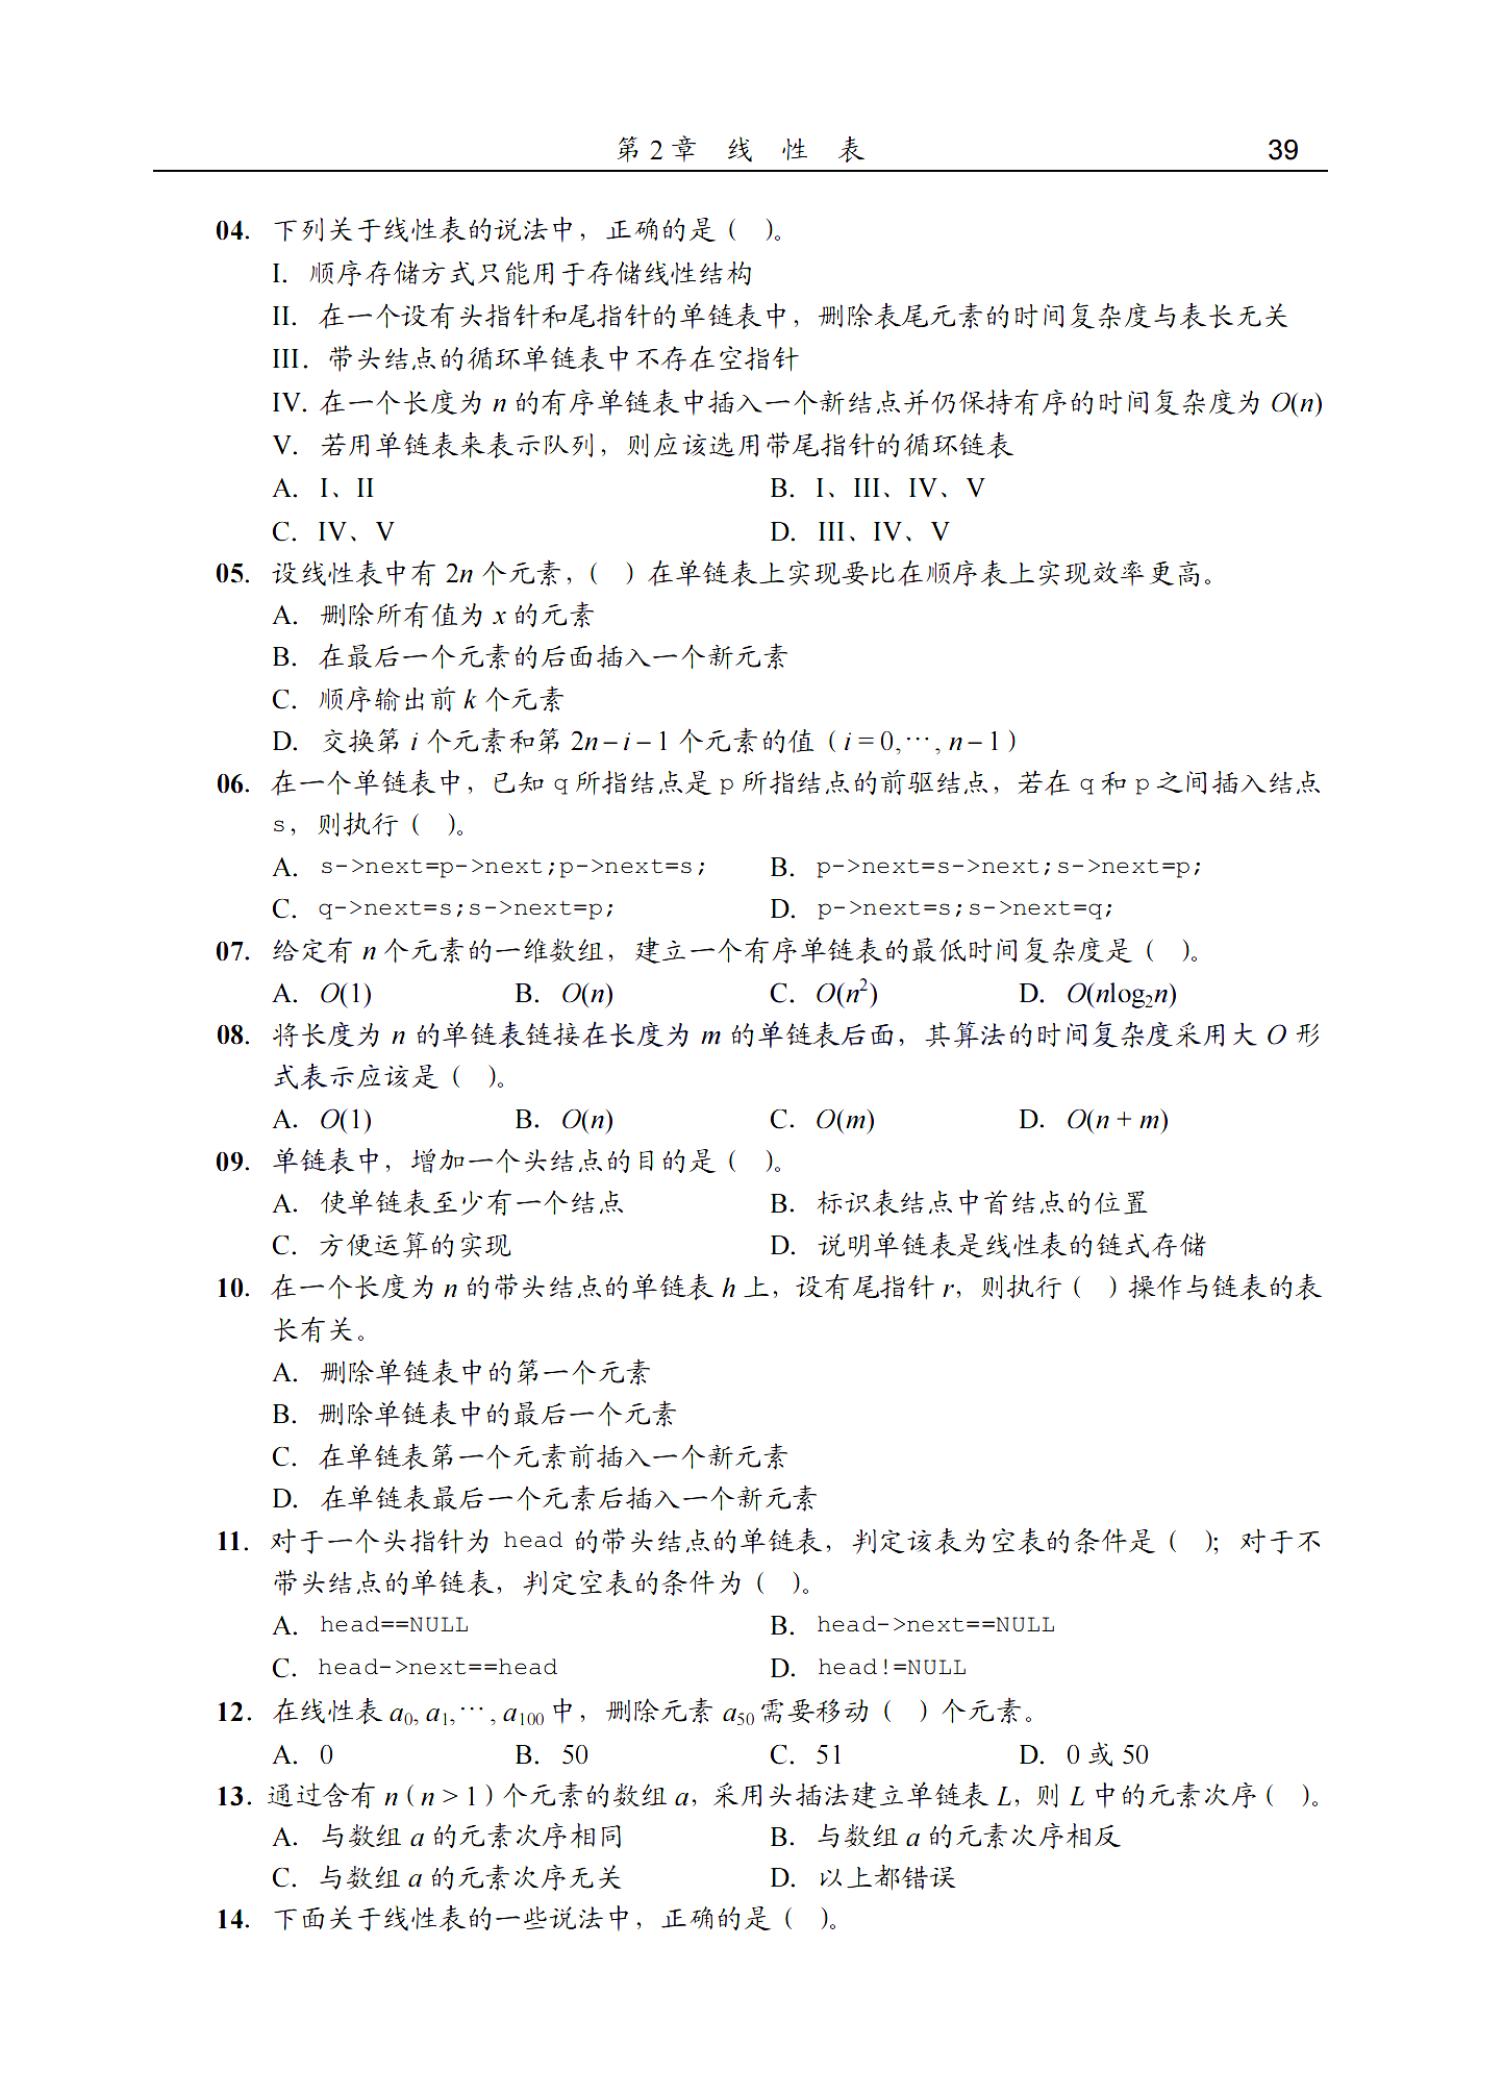 第 2 章 线 性 表 39
04. 下列关于线性表的说法中，正确的是（ ）。
I. 顺序存储方式只能用于存储线性结构
II. 在一个设有头指针和尾指针的单链表中，删除表尾元素的时间复杂度与表长无关
III. 带头结点的循环单链表中不存在空指针
IV. 在一个长度为 n 的有序单链表中插入一个新结点并仍保持有序的时间复杂度为 O(n)
V. 若用单链表来表示队列，则应该选用带尾指针的循环链表
A. I、II B. I、III、IV、V
C. IV、V D. III、IV、V
05. 设线性表中有 2n 个元素，（ ）在单链表上实现要比在顺序表上实现效率更高。
A. 删除所有值为 x 的元素
B. 在最后一个元素的后面插入一个新元素
C. 顺序输出前 k 个元素
D. 交换第 i 个元素和第 2n – i – 1 个元素的值（i = 0,⋯, n – 1）
06. 在一个单链表中，已知 q 所指结点是 p 所指结点的前驱结点，若在 q 和 p 之间插入结点
s，则执行（ ）。
A. s->next=p->next;p->next=s; B. p->next=s->next;s->next=p;
C. q->next=s;s->next=p; D. p->next=s;s->next=q;
07. 给定有 n 个元素的一维数组，建立一个有序单链表的最低时间复杂度是（ ）。
A. O(1) B. O(n) C. O(n²) D. O(nlog₂n)
08. 将长度为 n 的单链表链接在长度为 m 的单链表后面，其算法的时间复杂度采用大 O 形
式表示应该是（ ）。
A. O(1) B. O(n) C. O(m) D. O(n + m)
09. 单链表中，增加一个头结点的目的是（ ）。
A. 使单链表至少有一个结点 B. 标识表结点中首结点的位置
C. 方便运算的实现 D. 说明单链表是线性表的链式存储
10. 在一个长度为 n 的带头结点的单链表 h 上，设有尾指针 r，则执行（ ）操作与链表的表
长有关。
A. 删除单链表中的第一个元素
B. 删除单链表中的最后一个元素
C. 在单链表第一个元素前插入一个新元素
D. 在单链表最后一个元素后插入一个新元素
11. 对于一个头指针为 head 的带头结点的单链表，判定该表为空表的条件是（ ）；对于不
带头结点的单链表，判定空表的条件为（ ）。
A. head==NULL B. head->next==NULL
C. head->next==head D. head!=NULL
12. 在线性表 a₀, a₁,⋯, a₁₀₀ 中，删除元素 a₅₀ 需要移动（ ）个元素。
A. 0 B. 50 C. 51 D. 0 或 50
13. 通过含有 n（n > 1）个元素的数组 a，采用头插法建立单链表 L，则 L 中的元素次序（ ）。
A. 与数组 a 的元素次序相同 B. 与数组 a 的元素次序相反
C. 与数组 a 的元素次序无关 D. 以上都错误
14. 下面关于线性表的一些说法中，正确的是（ ）。